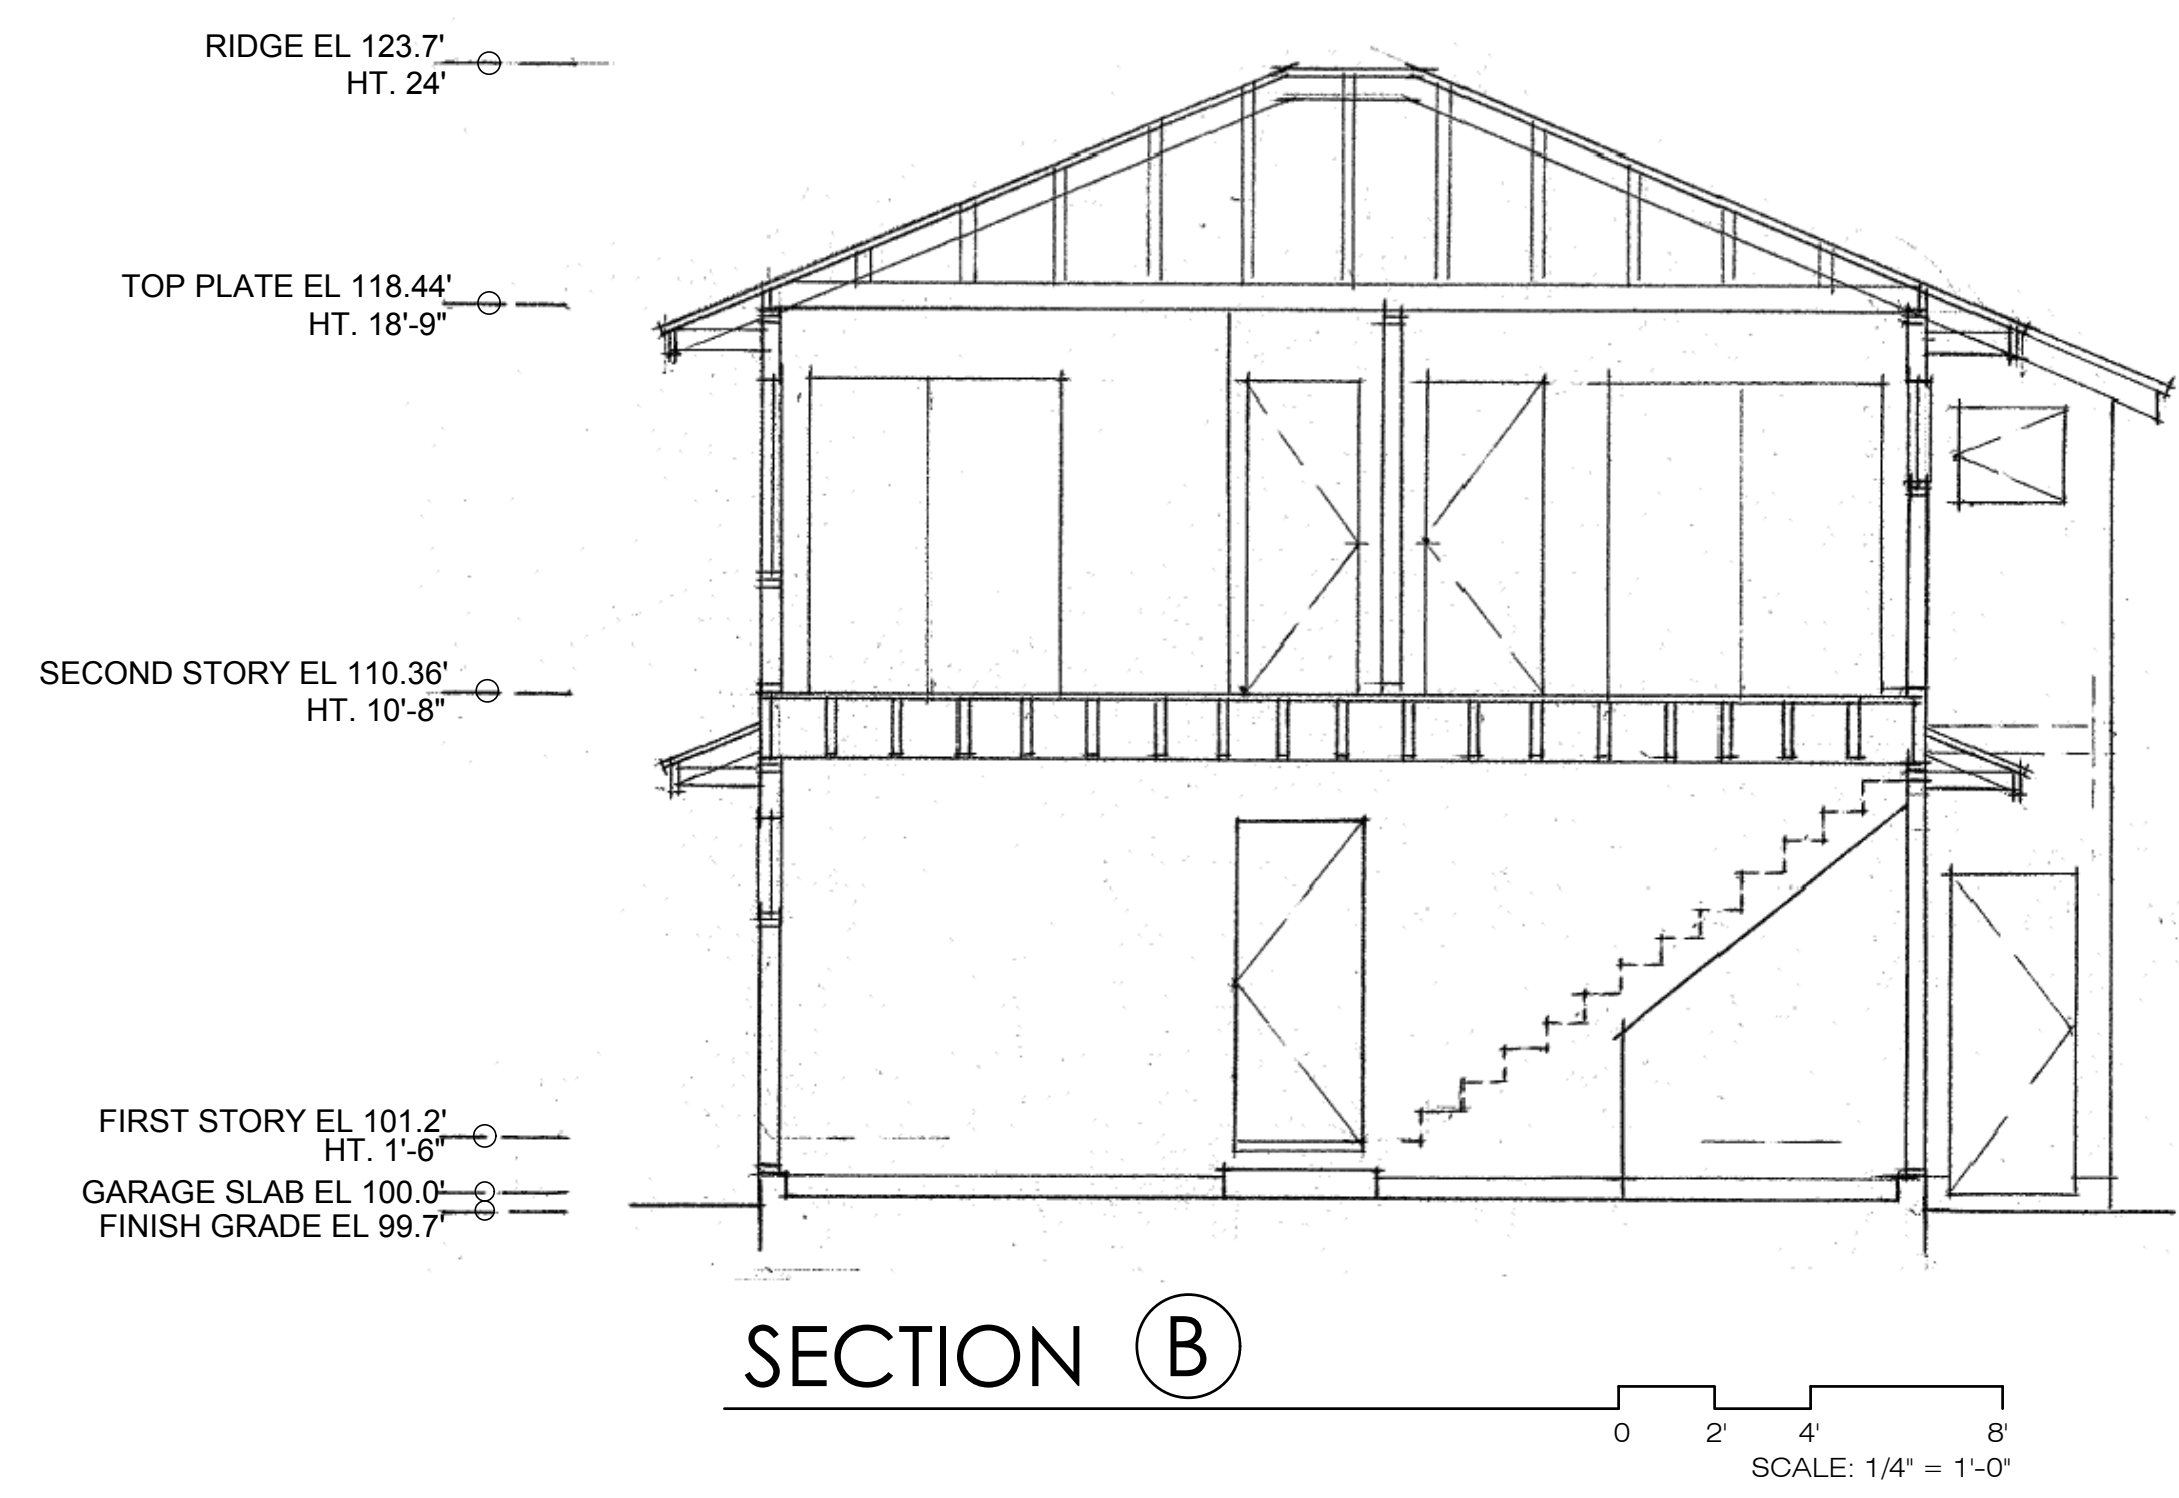 RIDGE EL 123.7'
HT. 24'
TOP PLATE EL 118.44'
HT. 18'-9"
SECOND STORY EL 110.36'
HT. 10'-8"
FIRST STORY EL 101.2'
HT. 1'-6"
GARAGE SLAB EL 100.0'
FINISH GRADE EL 99.7'
SECTION B
0 2' 4' 8'
SCALE: 1/4" = 1'-0"